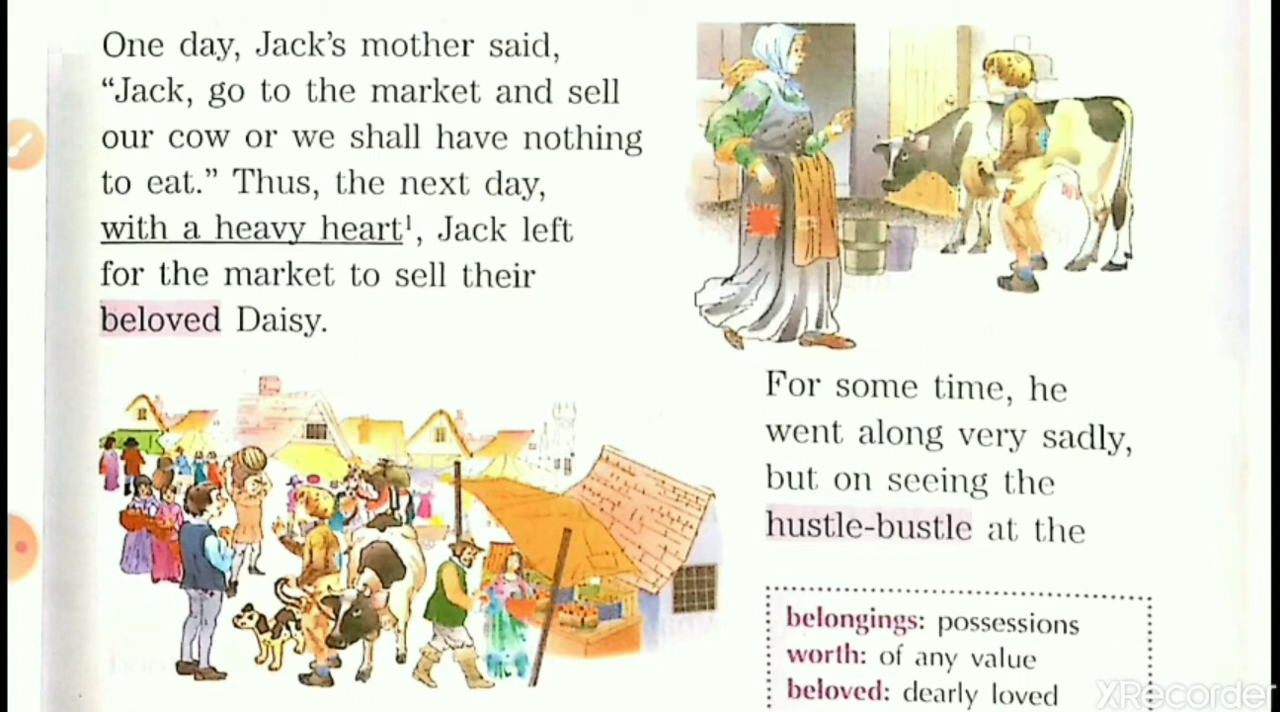 One day, Jack's mother said,
“Jack, go to the market and sell
our cow or we shall have nothing
to eat.” Thus, the next day,
with a heavy heart¹, Jack left
for the market to sell their
beloved Daisy.
For some time, he
went along very sadly,
but on seeing the
hustle-bustle at the
belongings: possessions
worth: of any value
beloved: dearly loved
XRecorder